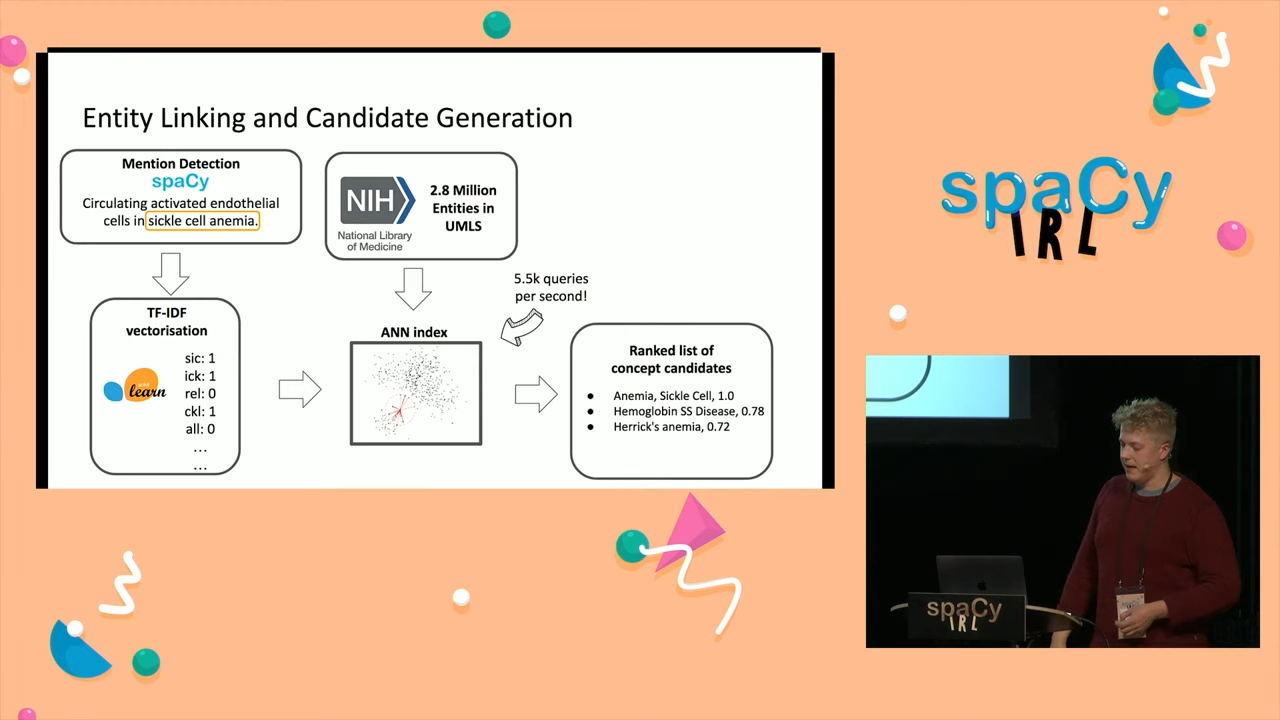 Entity Linking and Candidate Generation
Mention Detection
spaCy
Circulating activated endothelial
cells in sickle cell anemia.
NIH
National Library
of Medicine
2.8 Million
Entities in
UMLS
5.5k queries
per second!
TF-IDF
vectorisation
learn
sic: 1
ick: 1
rel: 0
ckl: 1
all: 0
...
...
ANN index
Ranked list of
concept candidates
● Anemia, Sickle Cell, 1.0
● Hemoglobin SS Disease, 0.78
● Herrick's anemia, 0.72
spaCy
IRL
spaCy
IRL